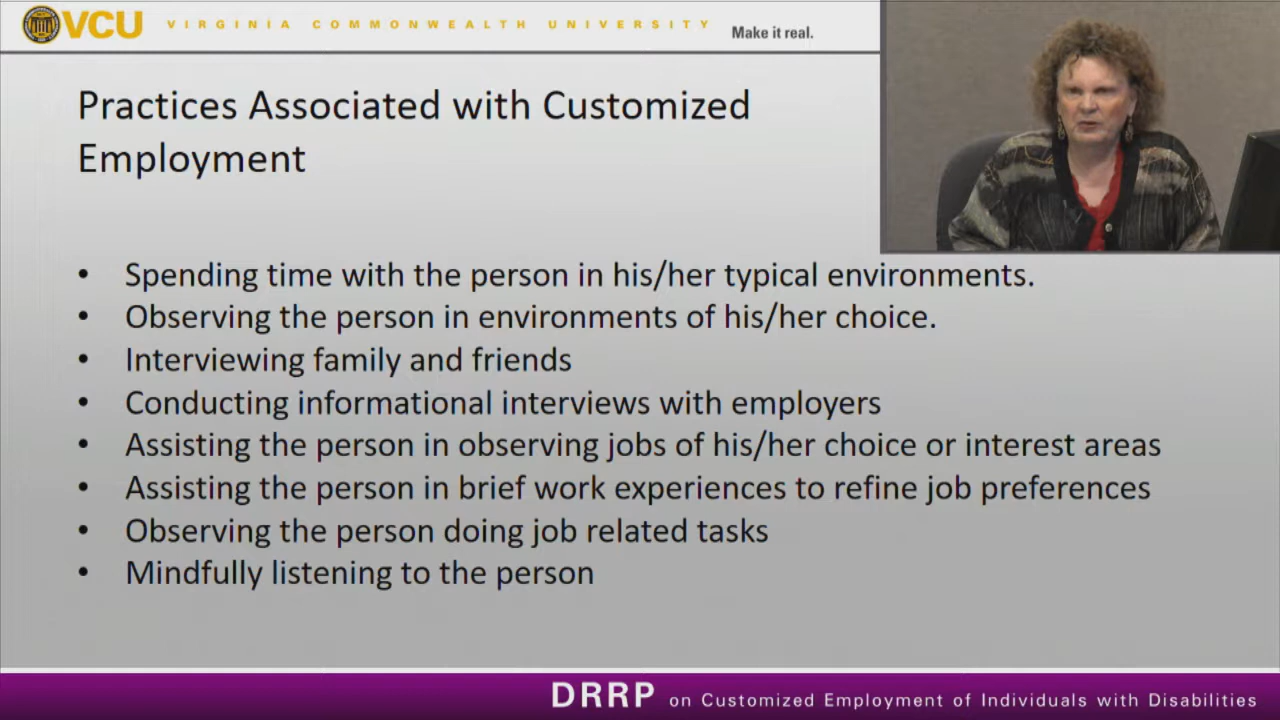 VCU VIRGINIA COMMONWEALTH UNIVERSITY Make it real.
Practices Associated with Customized
Employment
• Spending time with the person in his/her typical environments.
• Observing the person in environments of his/her choice.
• Interviewing family and friends
• Conducting informational interviews with employers
• Assisting the person in observing jobs of his/her choice or interest areas
• Assisting the person in brief work experiences to refine job preferences
• Observing the person doing job related tasks
• Mindfully listening to the person
DRRP on Customized Employment of Individuals with Disabilities